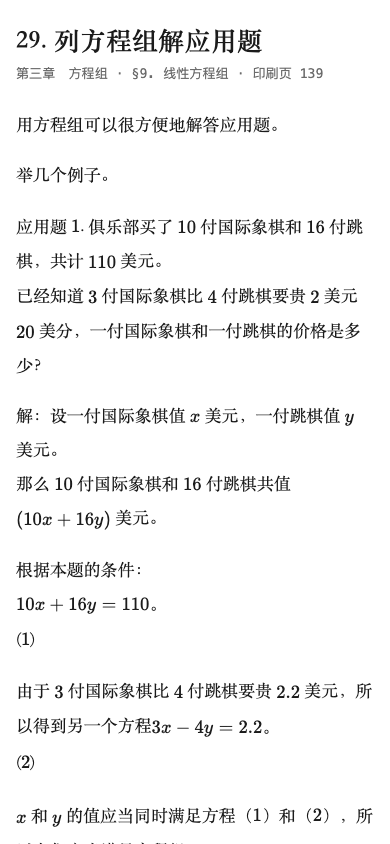 29. 列方程组解应用题
第三章 方程组 · §9. 线性方程组 · 印刷页 139
用方程组可以很方便地解答应用题。
举几个例子。
应用题 1. 俱乐部买了 10 付国际象棋和 16 付跳
棋，共计 110 美元。
已经知道 3 付国际象棋比 4 付跳棋要贵 2 美元
20 美分，一付国际象棋和一付跳棋的价格是多
少？
解：设一付国际象棋值 x 美元，一付跳棋值 y
美元。
那么 10 付国际象棋和 16 付跳棋共值
(10x + 16y) 美元。
根据本题的条件：
10x + 16y = 110。
(1)
由于 3 付国际象棋比 4 付跳棋要贵 2.2 美元，所
以得到另一个方程3x − 4y = 2.2。
(2)
x 和 y 的值应当同时满足方程（1）和（2），所